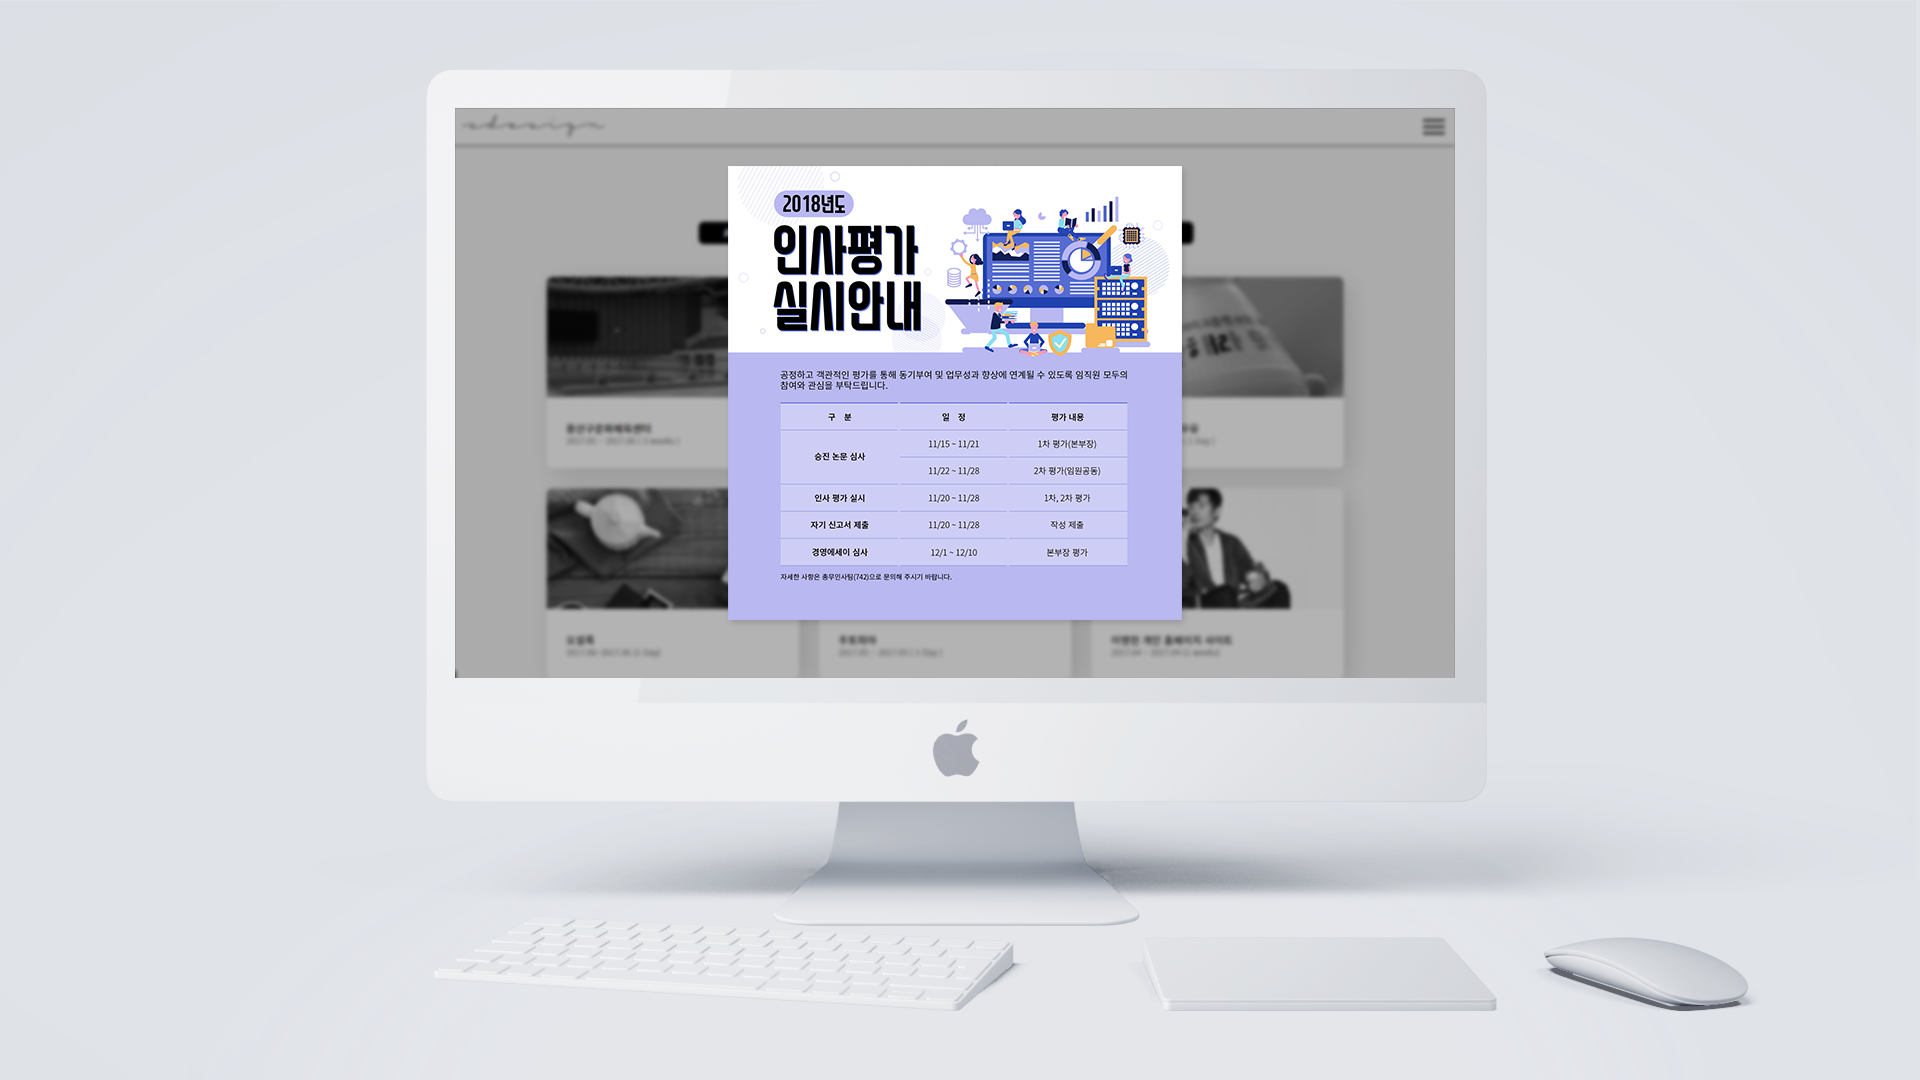 2018년도
인사평가
실시안내
공정하고 객관적인 평가를 통해 동기부여 및 업무성과 향상에 연계될 수 있도록 임직원 모두의
참여와 관심을 부탁드립니다.
구 분 일 정 평가 내용
승진 논문 심사 11/15 ~ 11/21 1차 평가(본부장)
11/22 ~ 11/28 2차 평가(임원공동)
인사 평가 실시 11/20 ~ 11/28 1차, 2차 평가
자기 신고서 제출 11/20 ~ 11/28 작성 제출
경영에세이 심사 12/1 ~ 12/10 본부장 평가
자세한 사항은 총무인사팀(742)으로 문의해 주시기 바랍니다.